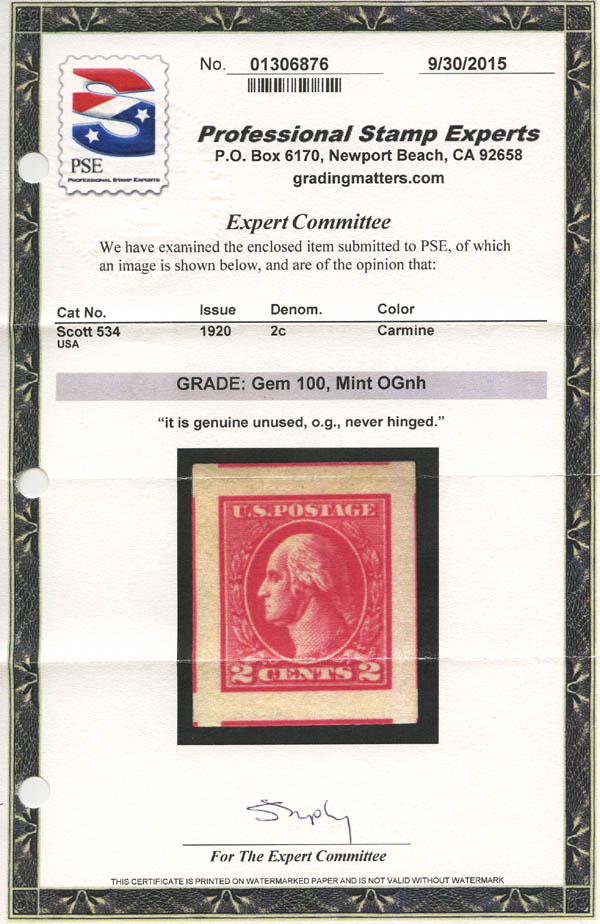 No. 01306876 9/30/2015
PSE
PROFESSIONAL STAMP EXPERTS
Professional Stamp Experts
P.O. Box 6170, Newport Beach, CA 92658
gradingmatters.com
Expert Committee
We have examined the enclosed item submitted to PSE, of which
an image is shown below, and are of the opinion that:
Cat No. Issue Denom. Color
Scott 534 1920 2c Carmine
USA
GRADE: Gem 100, Mint OGnh
“it is genuine unused, o.g., never hinged.”
U.S.POSTAGE
2 CENTS 2
For The Expert Committee
THIS CERTIFICATE IS PRINTED ON WATERMARKED PAPER AND IS NOT VALID WITHOUT WATERMARK